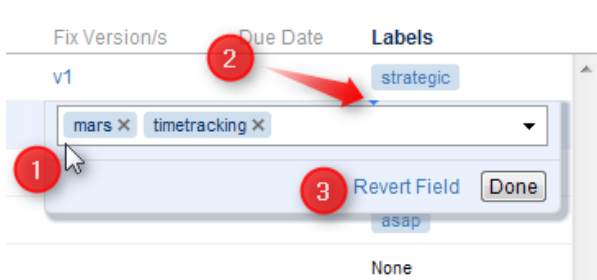 Fix Version/s Due Date Labels
2
v1 strategic
mars × timetracking ×
1
3 Revert Field Done
asap
None